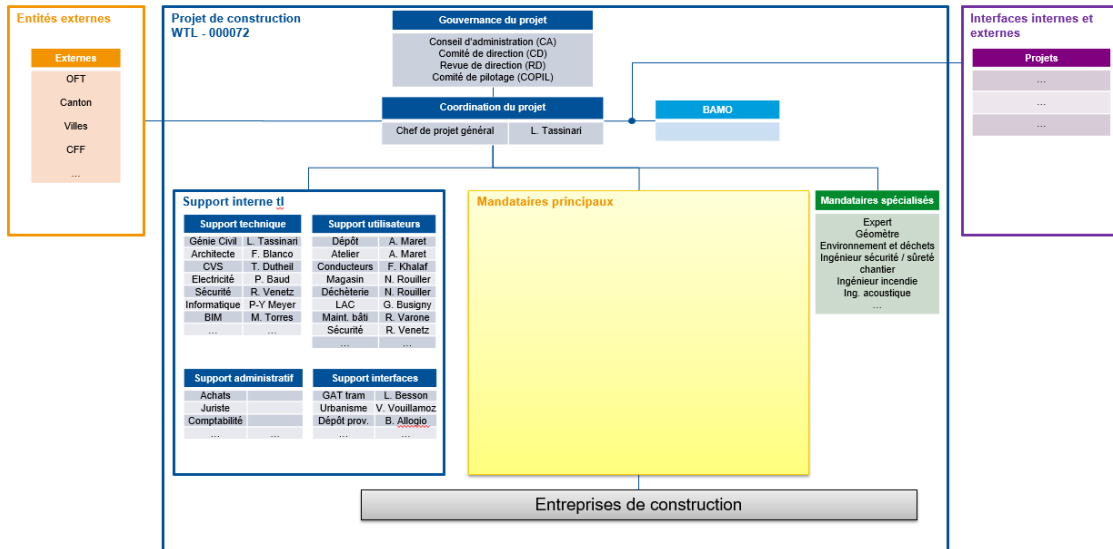 Entités externes
Externes
OFT
Canton
Villes
CFF
...
Projet de construction
WTL - 000072
Gouvernance du projet
Conseil d'administration (CA)
Comité de direction (CD)
Revue de direction (RD)
Comité de pilotage (COPIL)
Coordination du projet
Chef de projet général L. Tassinari
BAMO
Interfaces internes et
externes
Projets
...
...
...
Support interne tl
Support technique
Génie Civil L. Tassinari
Architecte F. Blanco
CVS T. Dutheil
Electricité P. Baud
Sécurité R. Venetz
Informatique P-Y Meyer
BIM M. Torres
... ...
Support utilisateurs
Dépôt A. Maret
Atelier A. Maret
Conducteurs F. Khalaf
Magasin N. Rouiller
Déchèterie N. Rouiller
LAC G. Busigny
Maint. bâti R. Varone
Sécurité R. Venetz
... ...
Support administratif
Achats
Juriste
Comptabilité
... ...
Support interfaces
GAT tram L. Besson
Urbanisme V. Vouillamoz
Dépôt prov. B. Allogio
... ...
Mandataires principaux
Mandataires spécialisés
Expert
Géomètre
Environnement et déchets
Ingénieur sécurité / sûreté
chantier
Ingénieur incendie
Ing. acoustique
...
Entreprises de construction